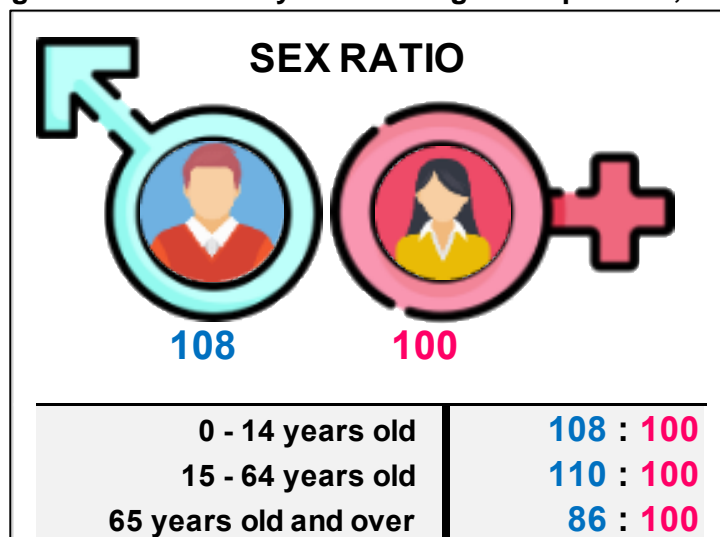 SEX RATIO
108 100
0 - 14 years old 108 : 100
15 - 64 years old 110 : 100
65 years old and over 86 : 100